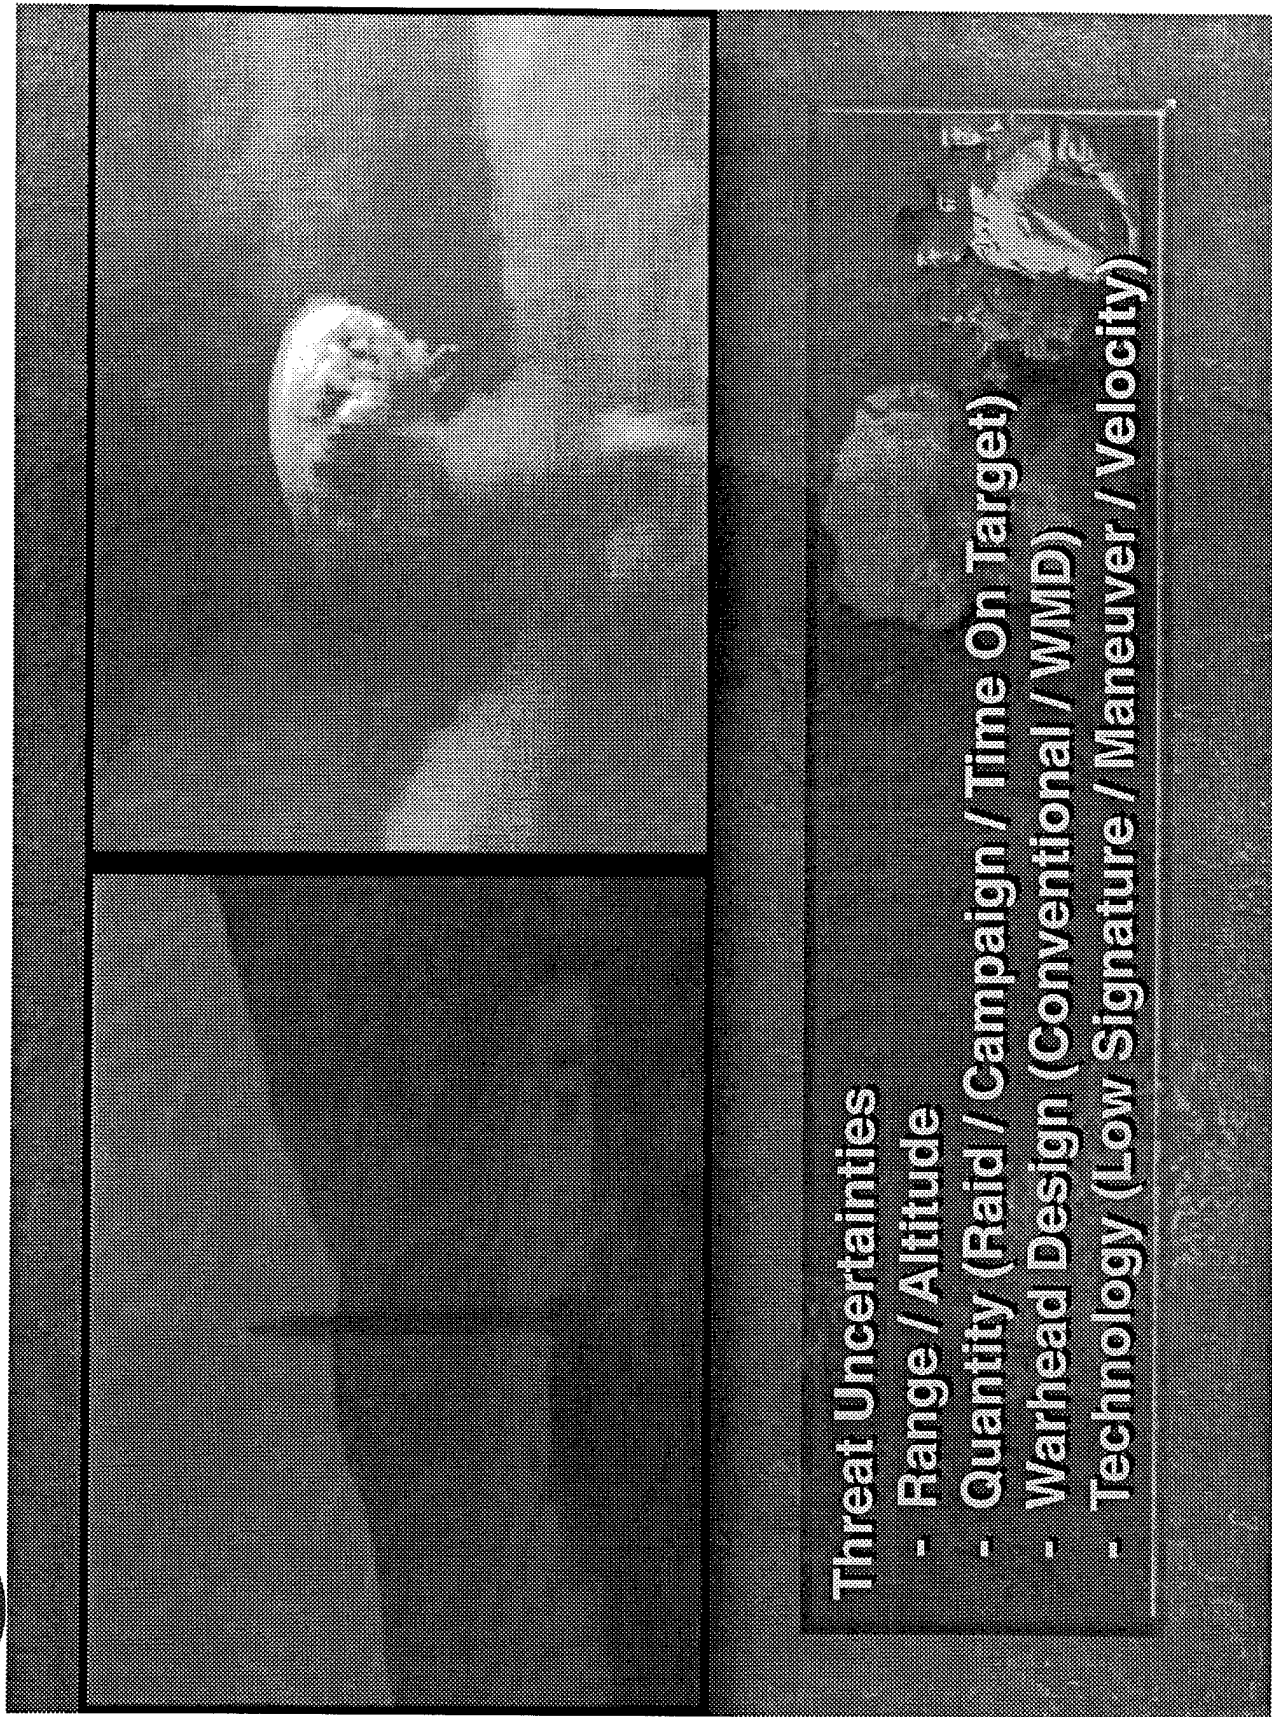 Threat Uncertainties
- Range / Altitude
- Quantity (Raid / Campaign / Time On Target)
- Warhead Design (Conventional / WMD)
- Technology (Low Signature / Maneuver / Velocity)